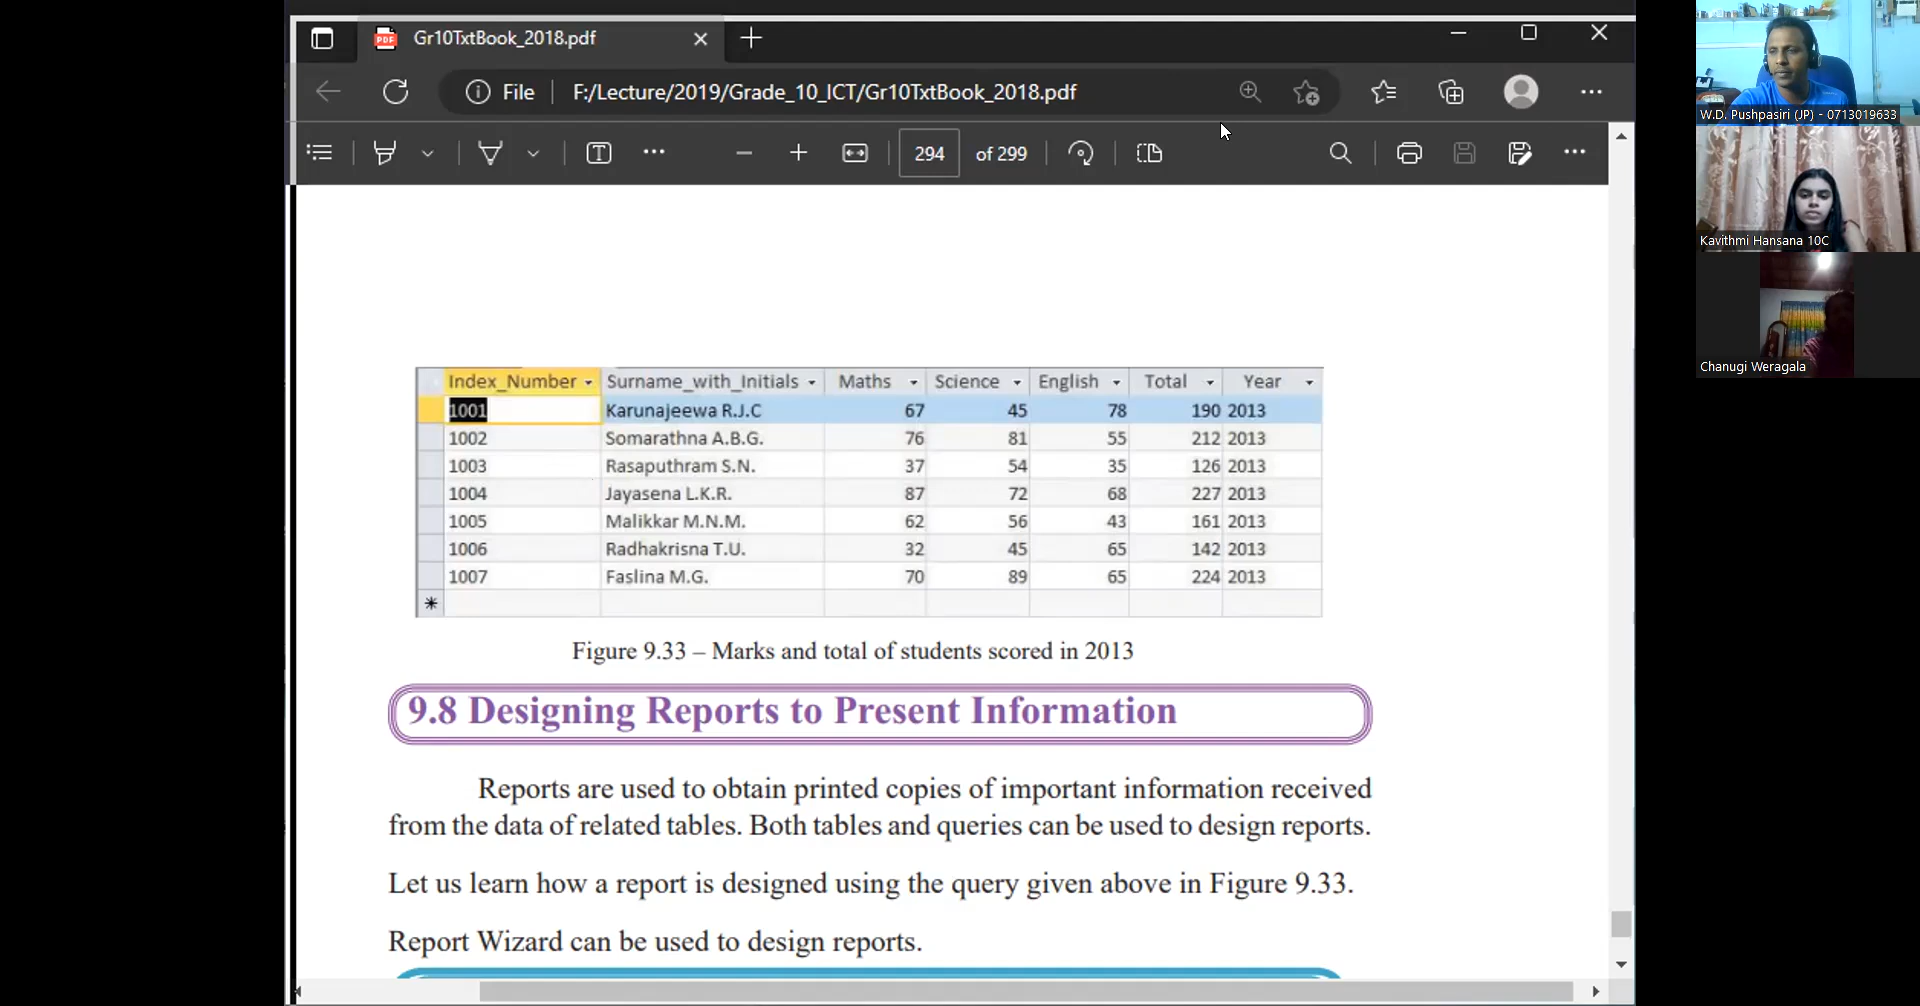 Gr10TxtBook_2018.pdf
File F:/Lecture/2019/Grade_10_ICT/Gr10TxtBook_2018.pdf
294 of 299
Index_Number Surname_with_Initials Maths Science English Total Year
1001 Karunajeewa R.J.C 67 45 78 190 2013
1002 Somarathna A.B.G. 76 81 55 212 2013
1003 Rasaputhram S.N. 37 54 35 126 2013
1004 Jayasena L.K.R. 87 72 68 227 2013
1005 Malikkar M.N.M. 62 56 43 161 2013
1006 Radhakrisna T.U. 32 45 65 142 2013
1007 Faslina M.G. 70 89 65 224 2013
Figure 9.33 – Marks and total of students scored in 2013
9.8 Designing Reports to Present Information
Reports are used to obtain printed copies of important information received
from the data of related tables. Both tables and queries can be used to design reports.
Let us learn how a report is designed using the query given above in Figure 9.33.
Report Wizard can be used to design reports.
W.D. Pushpasiri (JP) - 0713019633
Kavithmi Hansana 10C
Chanugi Weragala